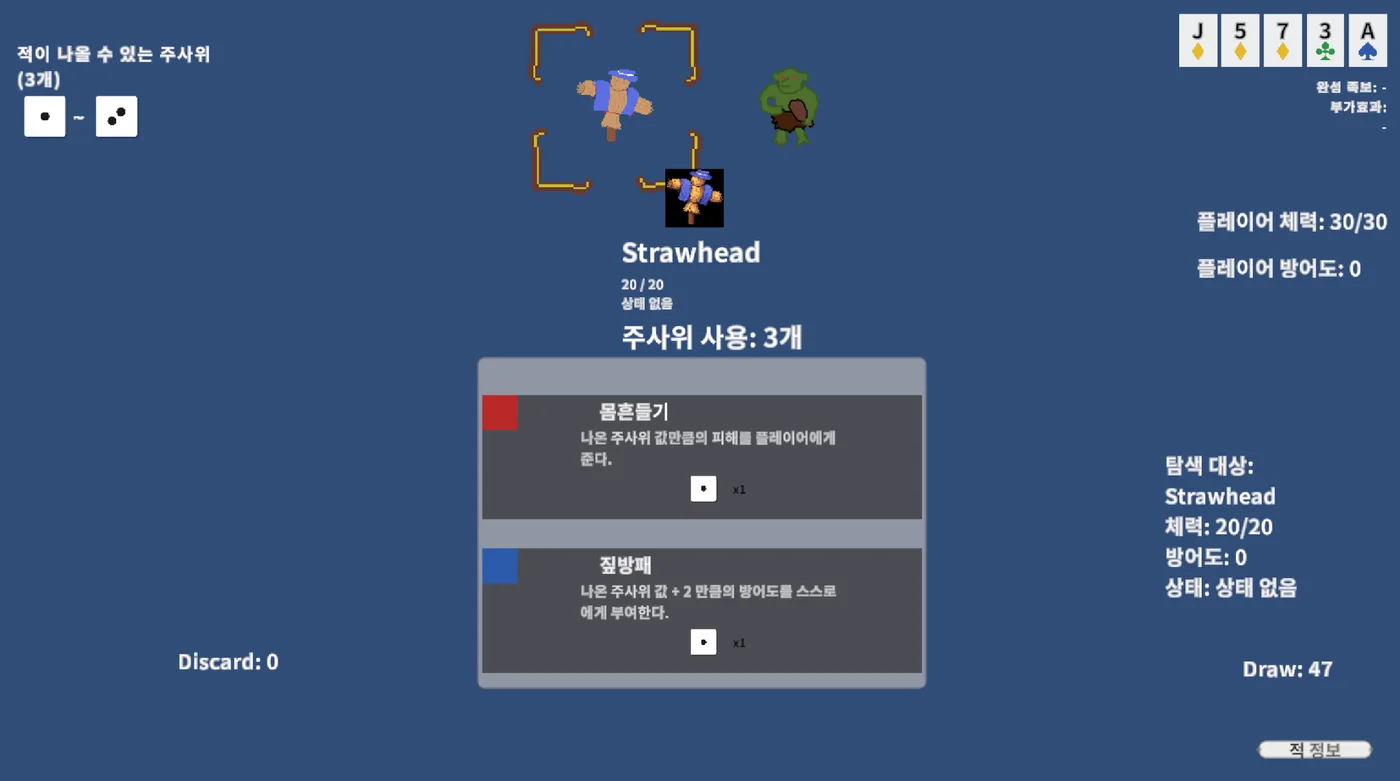 적이 나올 수 있는 주사위
(3개)
~
J
5
7
3
A
완성 족보: -
부가효과:
-
플레이어 체력: 30/30
플레이어 방어도: 0
Strawhead
20 / 20
상태 없음
주사위 사용: 3개
몸흔들기
나온 주사위 값만큼의 피해를 플레이어에게
준다.
x1
짚방패
나온 주사위 값 + 2 만큼의 방어도를 스스로
에게 부여한다.
x1
탐색 대상:
Strawhead
체력: 20/20
방어도: 0
상태: 상태 없음
Discard: 0
Draw: 47
적 정보